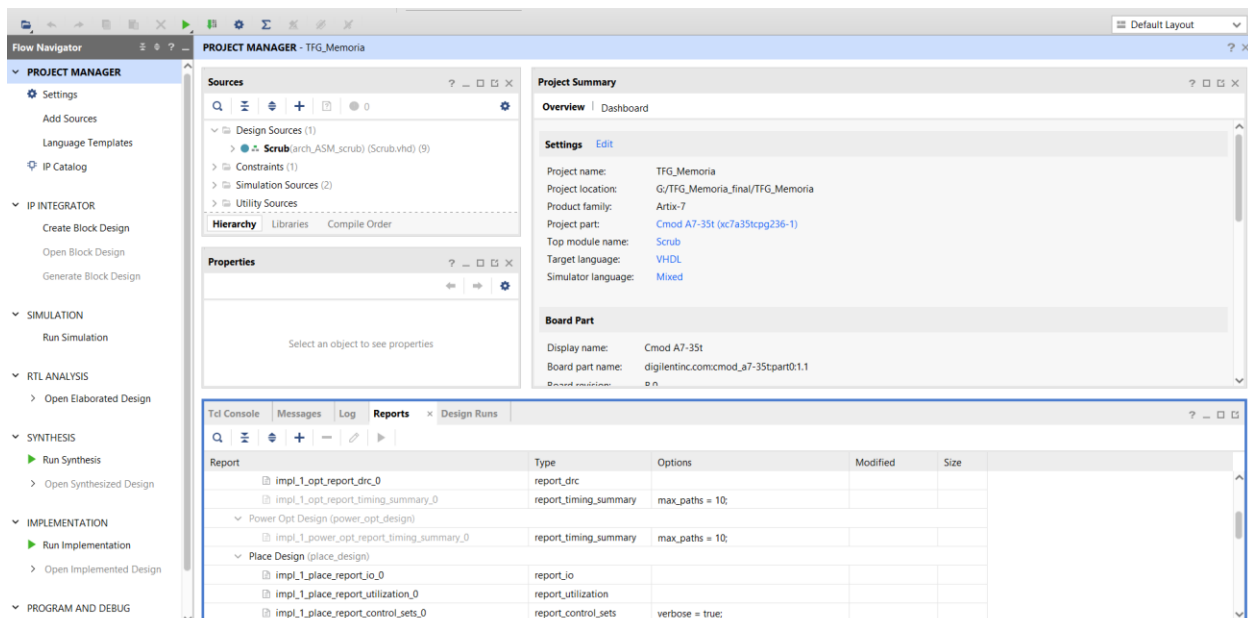 Default Layout
Flow Navigator
PROJECT MANAGER - TFG_Memoria
PROJECT MANAGER
Settings
Add Sources
Language Templates
IP Catalog
IP INTEGRATOR
Create Block Design
Open Block Design
Generate Block Design
SIMULATION
Run Simulation
RTL ANALYSIS
Open Elaborated Design
SYNTHESIS
Run Synthesis
Open Synthesized Design
IMPLEMENTATION
Run Implementation
Open Implemented Design
PROGRAM AND DEBUG
Sources
0
Design Sources (1)
Scrub(arch_ASM_scrub) (Scrub.vhd) (9)
Constraints (1)
Simulation Sources (2)
Utility Sources
Hierarchy Libraries Compile Order
Properties
Select an object to see properties
Project Summary
Overview Dashboard
Settings Edit
Project name: TFG_Memoria
Project location: G:/TFG_Memoria_final/TFG_Memoria
Product family: Artix-7
Project part: Cmod A7-35t (xc7a35tcpg236-1)
Top module name: Scrub
Target language: VHDL
Simulator language: Mixed
Board Part
Display name: Cmod A7-35t
Board part name: digilentinc.com:cmod_a7-35t:part0:1.1
Board revision: B.0
Tcl Console Messages Log Reports Design Runs
Report Type Options Modified Size
impl_1_opt_report_drc_0 report_drc
impl_1_opt_report_timing_summary_0 report_timing_summary max_paths = 10;
Power Opt Design (power_opt_design)
impl_1_power_opt_report_timing_summary_0 report_timing_summary max_paths = 10;
Place Design (place_design)
impl_1_place_report_io_0 report_io
impl_1_place_report_utilization_0 report_utilization
impl_1_place_report_control_sets_0 report_control_sets verbose = true;